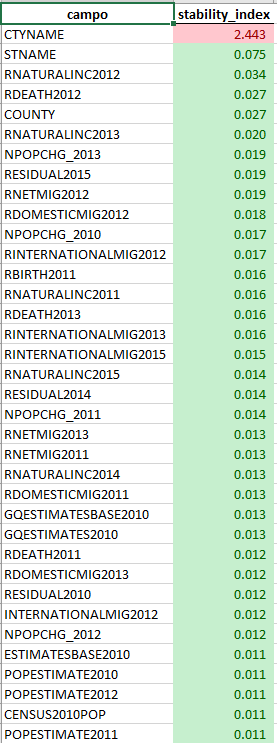 campo stability_index
CTYNAME 2.443
STNAME 0.075
RNATURALINC2012 0.034
RDEATH2012 0.027
COUNTY 0.027
RNATURALINC2013 0.020
NPOPCHG_2013 0.019
RESIDUAL2015 0.019
RNETMIG2012 0.019
RDOMESTICMIG2012 0.018
NPOPCHG_2010 0.017
RINTERNATIONALMIG2012 0.017
RBIRTH2011 0.016
RNATURALINC2011 0.016
RDEATH2013 0.016
RINTERNATIONALMIG2013 0.016
RINTERNATIONALMIG2015 0.015
RNATURALINC2015 0.014
RESIDUAL2014 0.014
NPOPCHG_2011 0.014
RNETMIG2013 0.013
RNETMIG2011 0.013
RNATURALINC2014 0.013
RDOMESTICMIG2011 0.013
GQESTIMATESBASE2010 0.013
GQESTIMATES2010 0.013
RDEATH2011 0.012
RDOMESTICMIG2013 0.012
RESIDUAL2010 0.012
INTERNATIONALMIG2012 0.012
NPOPCHG_2012 0.011
ESTIMATESBASE2010 0.011
POPESTIMATE2010 0.011
POPESTIMATE2012 0.011
CENSUS2010POP 0.011
POPESTIMATE2011 0.011